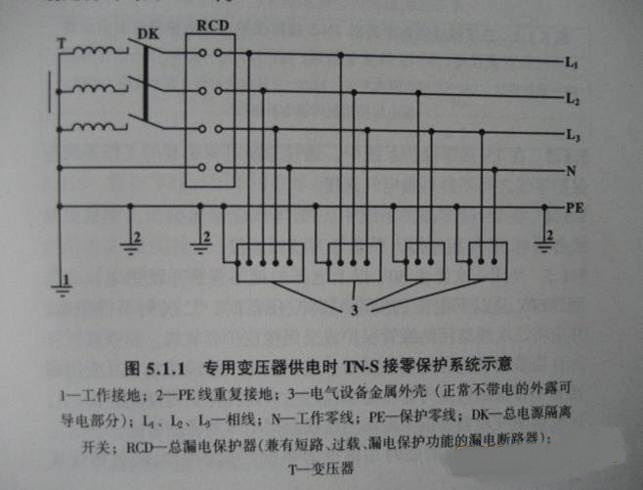 RCD
DK
T
L₁
L₂
L₃
N
PE
2
2
2
1
3
图 5.1.1 专用变压器供电时 TN-S 接零保护系统示意
1—工作接地；2—PE 线重复接地；3—电气设备金属外壳（正常不带电的外露可
导电部分）；L₁、L₂、L₃—相线；N—工作零线；PE—保护零线；DK—总电源隔离
开关；RCD—总漏电保护器(兼有短路、过载、漏电保护功能的漏电断路器)；
T—变压器